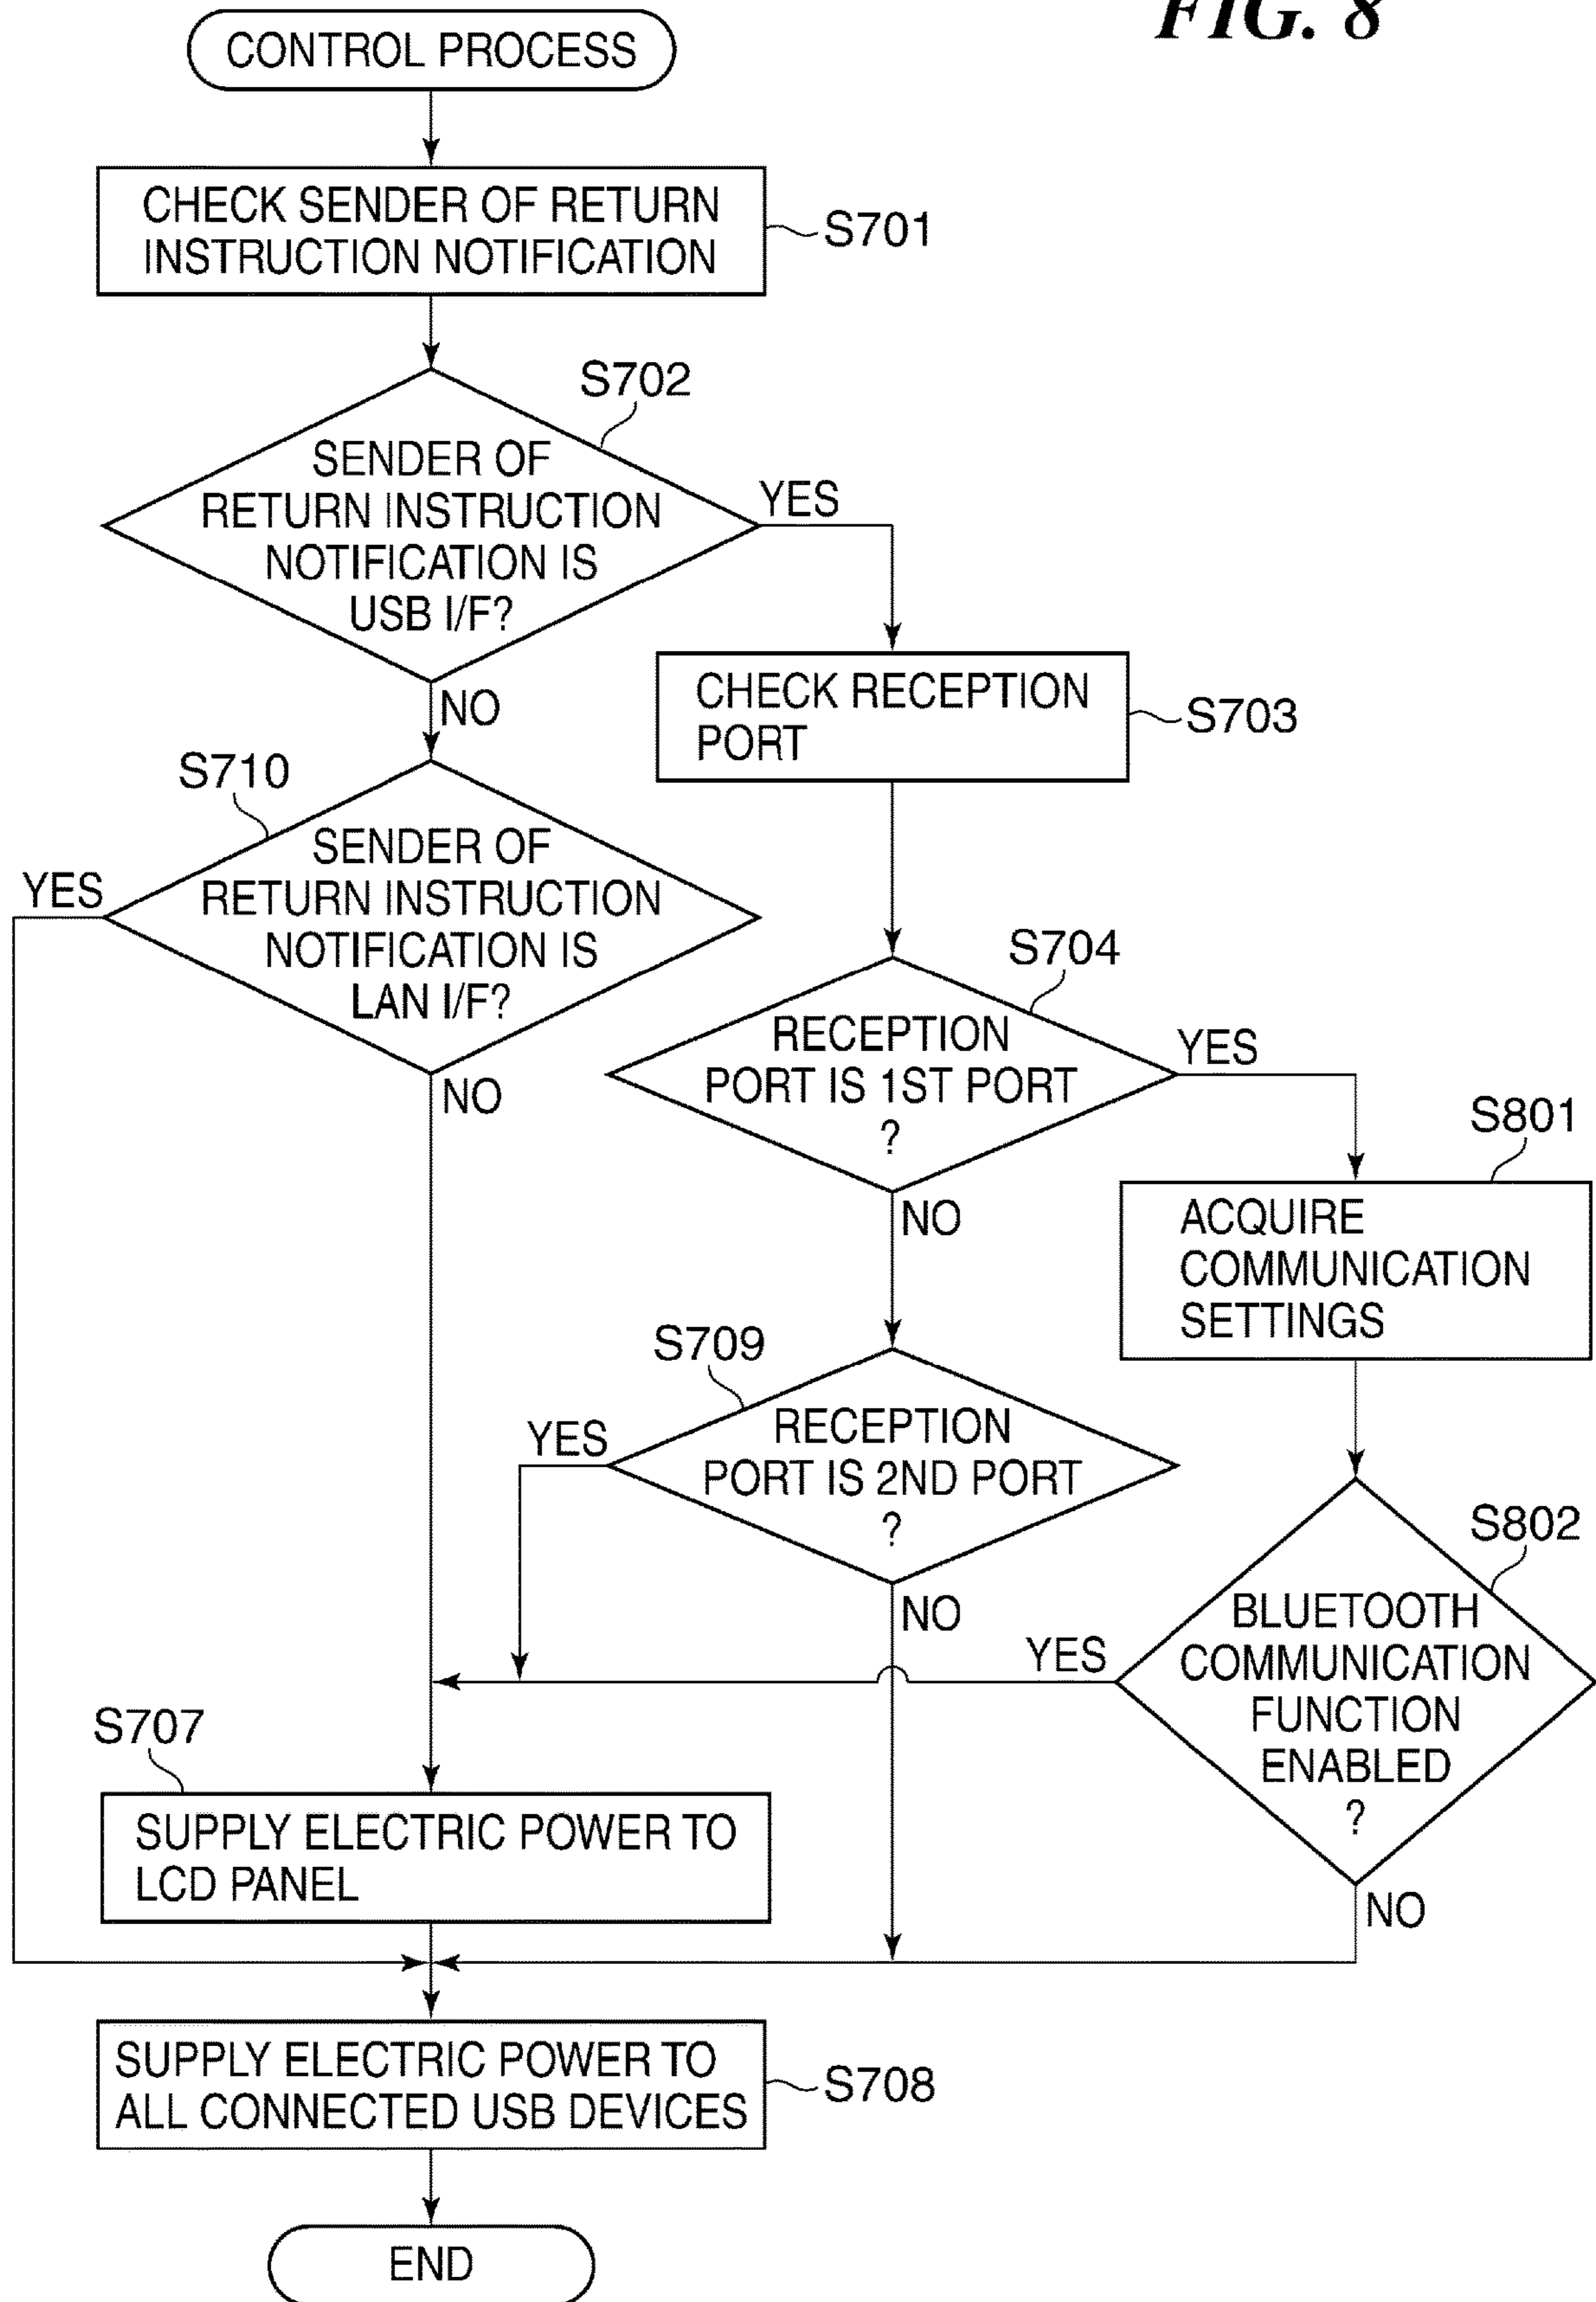 FIG. 8
CONTROL PROCESS
CHECK SENDER OF RETURN
INSTRUCTION NOTIFICATION
S701
S702
SENDER OF
RETURN INSTRUCTION
NOTIFICATION IS
USB I/F?
YES
NO
CHECK RECEPTION
PORT
S703
S710
SENDER OF
RETURN INSTRUCTION
NOTIFICATION IS
LAN I/F?
YES
NO
S704
RECEPTION
PORT IS 1ST PORT
?
YES
NO
S801
ACQUIRE
COMMUNICATION
SETTINGS
S709
RECEPTION
PORT IS 2ND PORT
?
YES
NO
S802
BLUETOOTH
COMMUNICATION
FUNCTION
ENABLED
?
YES
NO
S707
SUPPLY ELECTRIC POWER TO
LCD PANEL
SUPPLY ELECTRIC POWER TO
ALL CONNECTED USB DEVICES
S708
END